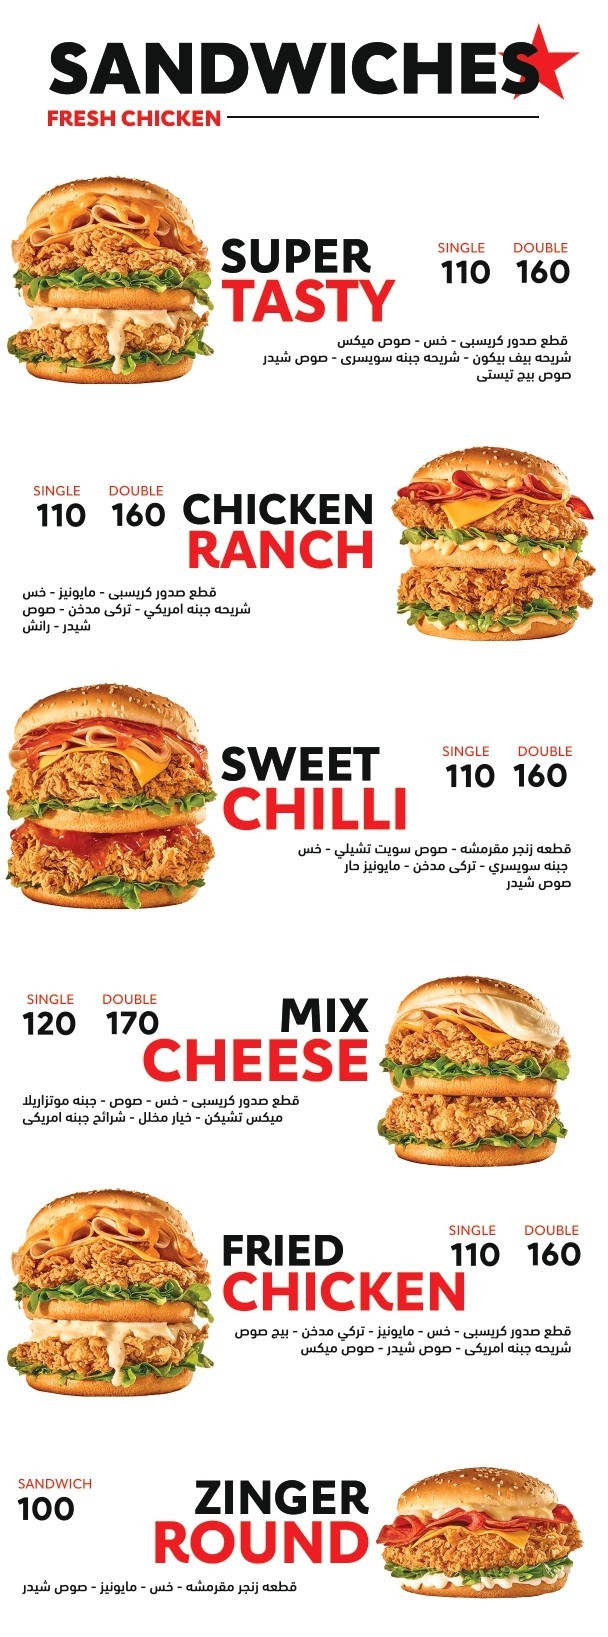 SANDWICHES
FRESH CHICKEN
SUPER
TASTY
SINGLE DOUBLE
110 160
قطع صدور كريسبى - خس - صوص ميكس
شريحه بيف بيكون - شريحه جبنه سويسرى - صوص شيدر
صوص بيج تيستى
SINGLE DOUBLE
110 160
CHICKEN
RANCH
قطع صدور كريسبى - مايونيز - خس
شريحه جبنه امريكي - تركى مدخن - صوص
شيدر - رانش
SWEET
CHILLI
SINGLE DOUBLE
110 160
قطعه زنجر مقرمشه - صوص سويت تشيلي - خس
جبنه سويسري - تركى مدخن - مايونيز حار
صوص شيدر
SINGLE DOUBLE
120 170
MIX
CHEESE
قطع صدور كريسبى - خس - صوص - جبنه موتزاريلا
ميكس تشيكن - خيار مخلل - شرائح جبنه امريكى
FRIED
CHICKEN
SINGLE DOUBLE
110 160
قطع صدور كريسبى - خس - مايونيز - تركي مدخن - بيج صوص
شريحه جبنه امريكى - صوص شيدر - صوص ميكس
SANDWICH
100
ZINGER
ROUND
قطعه زنجر مقرمشه - خس - مايونيز - صوص شيدر